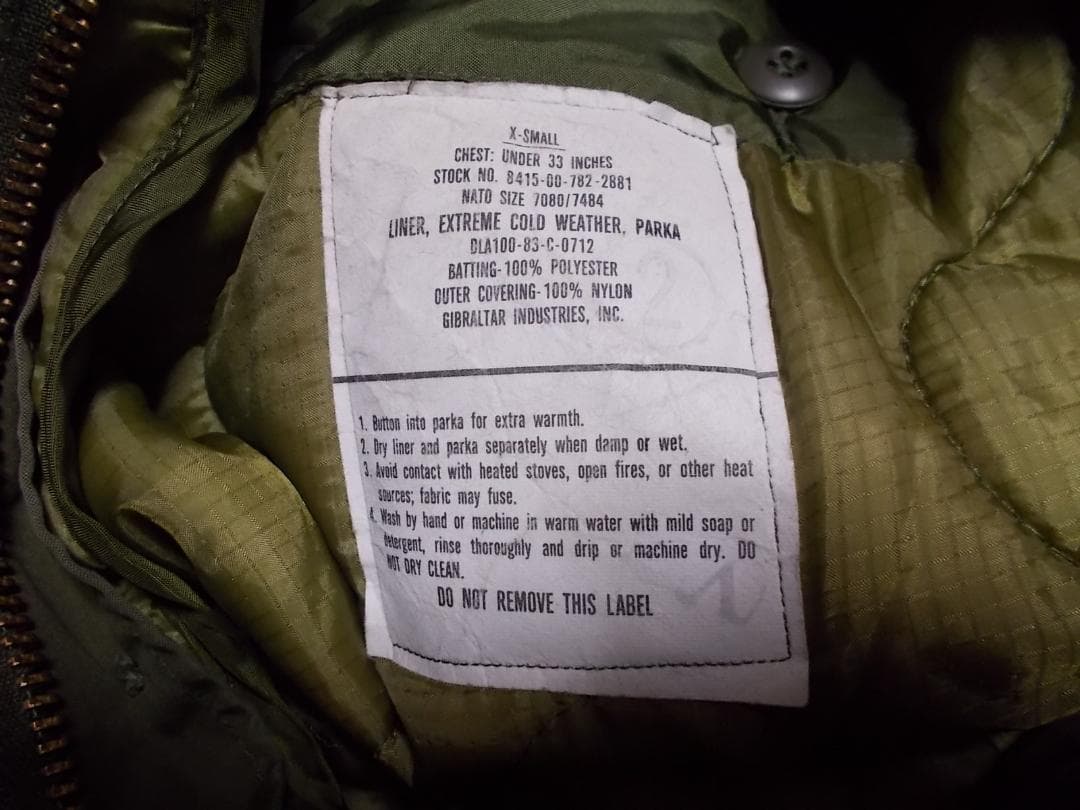 X-SMALL
CHEST: UNDER 33 INCHES
STOCK NO. 8415-00-782-2881
NATO SIZE 7080/7484
LINER, EXTREME COLD WEATHER, PARKA
DLA100-83-C-0712
BATTING-100% POLYESTER
OUTER COVERING-100% NYLON
GIBRALTAR INDUSTRIES, INC.
1. Button into parka for extra warmth.
2. Dry liner and parka separately when damp or wet.
3. Avoid contact with heated stoves, open fires, or other heat
sources; fabric may fuse.
4. Wash by hand or machine in warm water with mild soap or
detergent, rinse thoroughly and drip or machine dry. DO
NOT DRY CLEAN.
DO NOT REMOVE THIS LABEL